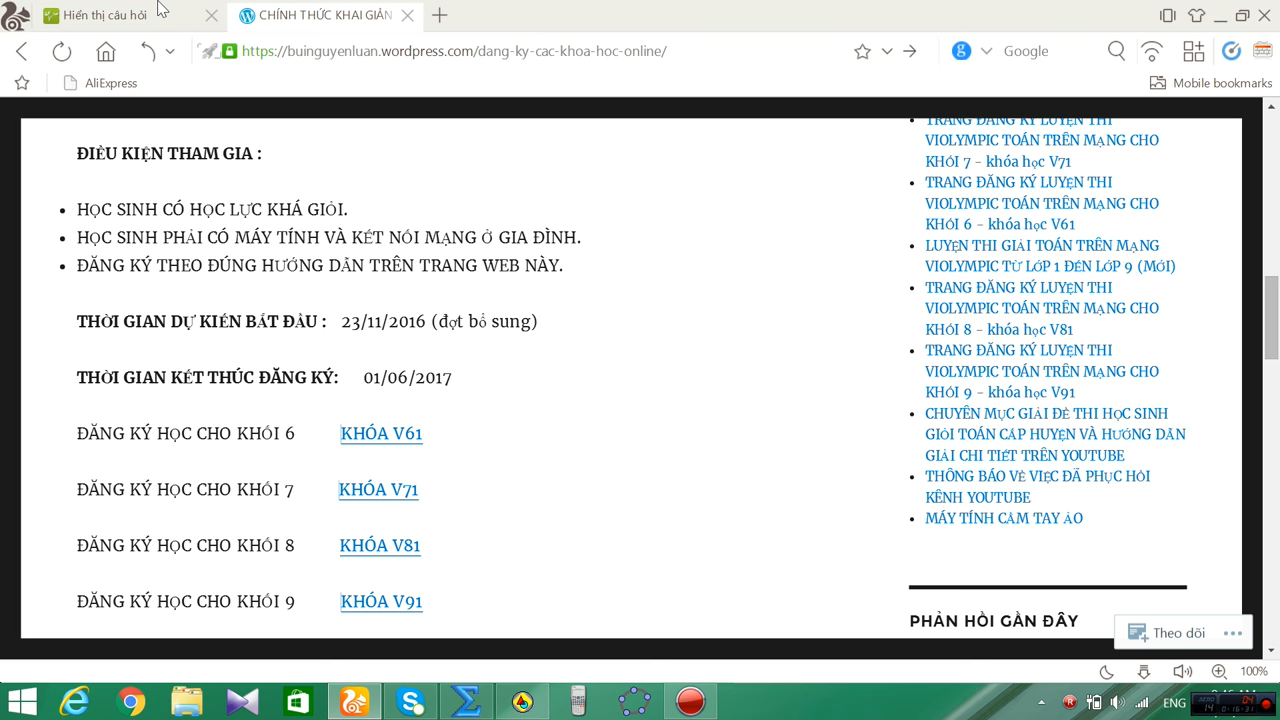 Hiển thị câu hỏi
CHÍNH THỨC KHAI GIẢN
https://buinguyenluan.wordpress.com/dang-ky-cac-khoa-hoc-online/
Google
AliExpress
Mobile bookmarks
ĐIỀU KIỆN THAM GIA :
HỌC SINH CÓ HỌC LỰC KHÁ GIỎI.
HỌC SINH PHẢI CÓ MÁY TÍNH VÀ KẾT NỐI MẠNG Ở GIA ĐÌNH.
ĐĂNG KÝ THEO ĐÚNG HƯỚNG DẪN TRÊN TRANG WEB NÀY.
THỜI GIAN DỰ KIẾN BẮT ĐẦU : 23/11/2016 (đợt bổ sung)
THỜI GIAN KẾT THÚC ĐĂNG KÝ: 01/06/2017
ĐĂNG KÝ HỌC CHO KHỐI 6 KHÓA V61
ĐĂNG KÝ HỌC CHO KHỐI 7 KHÓA V71
ĐĂNG KÝ HỌC CHO KHỐI 8 KHÓA V81
ĐĂNG KÝ HỌC CHO KHỐI 9 KHÓA V91
TRANG ĐĂNG KÝ LUYỆN THI
VIOLYMPIC TOÁN TRÊN MẠNG CHO
KHỐI 7 – khóa học V71
TRANG ĐĂNG KÝ LUYỆN THI
VIOLYMPIC TOÁN TRÊN MẠNG CHO
KHỐI 6 – khóa học V61
LUYỆN THI GIẢI TOÁN TRÊN MẠNG
VIOLYMPIC TỪ LỚP 1 ĐẾN LỚP 9 (MỚI)
TRANG ĐĂNG KÝ LUYỆN THI
VIOLYMPIC TOÁN TRÊN MẠNG CHO
KHỐI 8 – khóa học V81
TRANG ĐĂNG KÝ LUYỆN THI
VIOLYMPIC TOÁN TRÊN MẠNG CHO
KHỐI 9 – khóa học V91
CHUYÊN MỤC GIẢI ĐỀ THI HỌC SINH
GIỎI TOÁN CẤP HUYỆN VÀ HƯỚNG DẪN
GIẢI CHI TIẾT TRÊN YOUTUBE
THÔNG BÁO VỀ VIỆC ĐÃ PHỤC HỒI
KÊNH YOUTUBE
MÁY TÍNH CẦM TAY ẢO
PHẢN HỒI GẦN ĐÂY
Theo dõi
100%
ENG